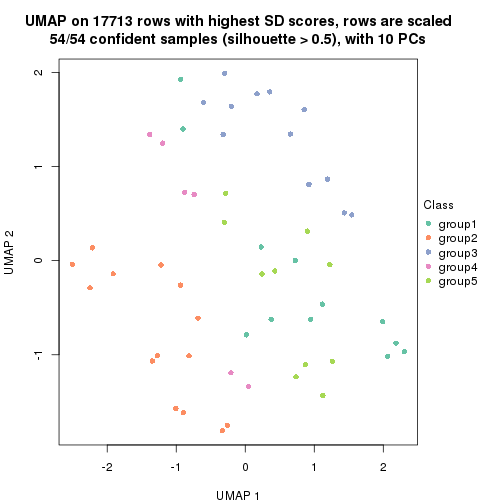 UMAP on 17713 rows with highest SD scores, rows are scaled
54/54 confident samples (silhouette > 0.5), with 10 PCs
UMAP 2
2
1
0
-1
-2
-1
0
1
2
UMAP 1
Class
group1
group2
group3
group4
group5